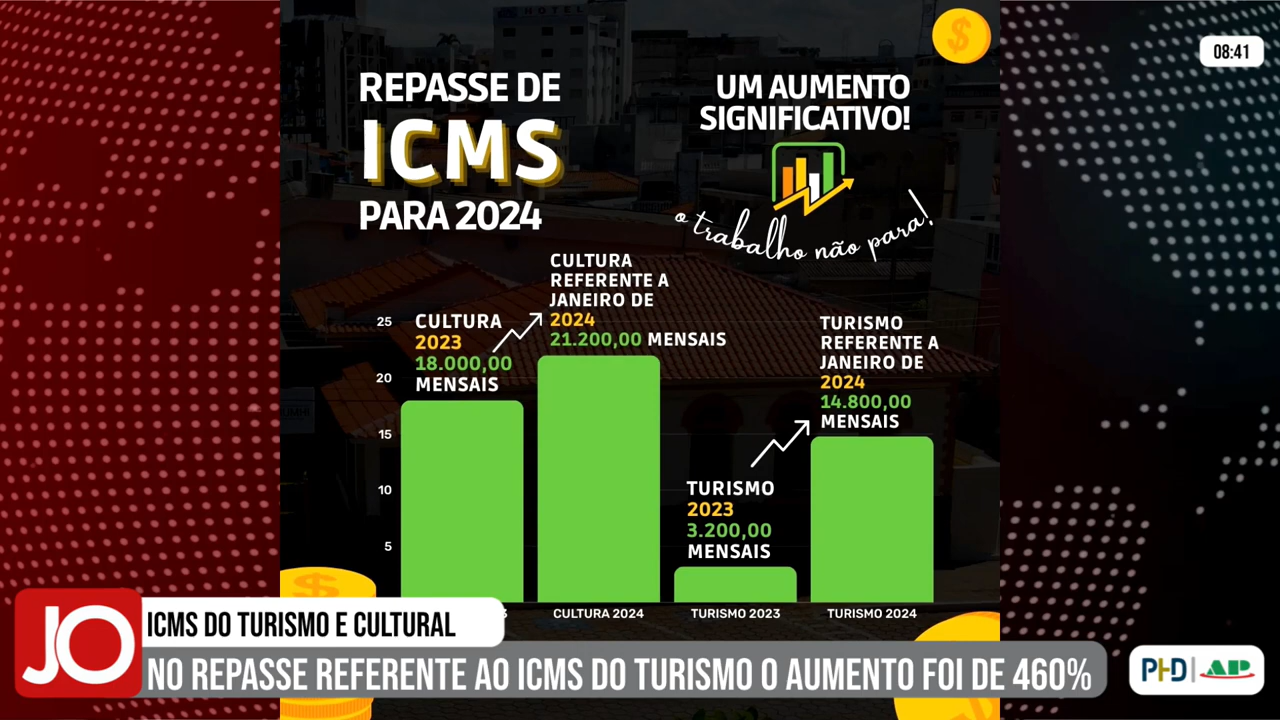 HOTEL
08:41
REPASSE DE
ICMS
PARA 2024
UM AUMENTO
SIGNIFICATIVO!
o trabalho não para!
25
20
15
10
5
CULTURA
2023
18.000,00
MENSAIS
CULTURA
REFERENTE A
JANEIRO DE
2024
21.200,00 MENSAIS
TURISMO
2023
3.200,00
MENSAIS
TURISMO
REFERENTE A
JANEIRO DE
2024
14.800,00
MENSAIS
CULTURA 2024
TURISMO 2023
TURISMO 2024
JO
ICMS DO TURISMO E CULTURAL
NO REPASSE REFERENTE AO ICMS DO TURISMO O AUMENTO FOI DE 460%
PHD AP